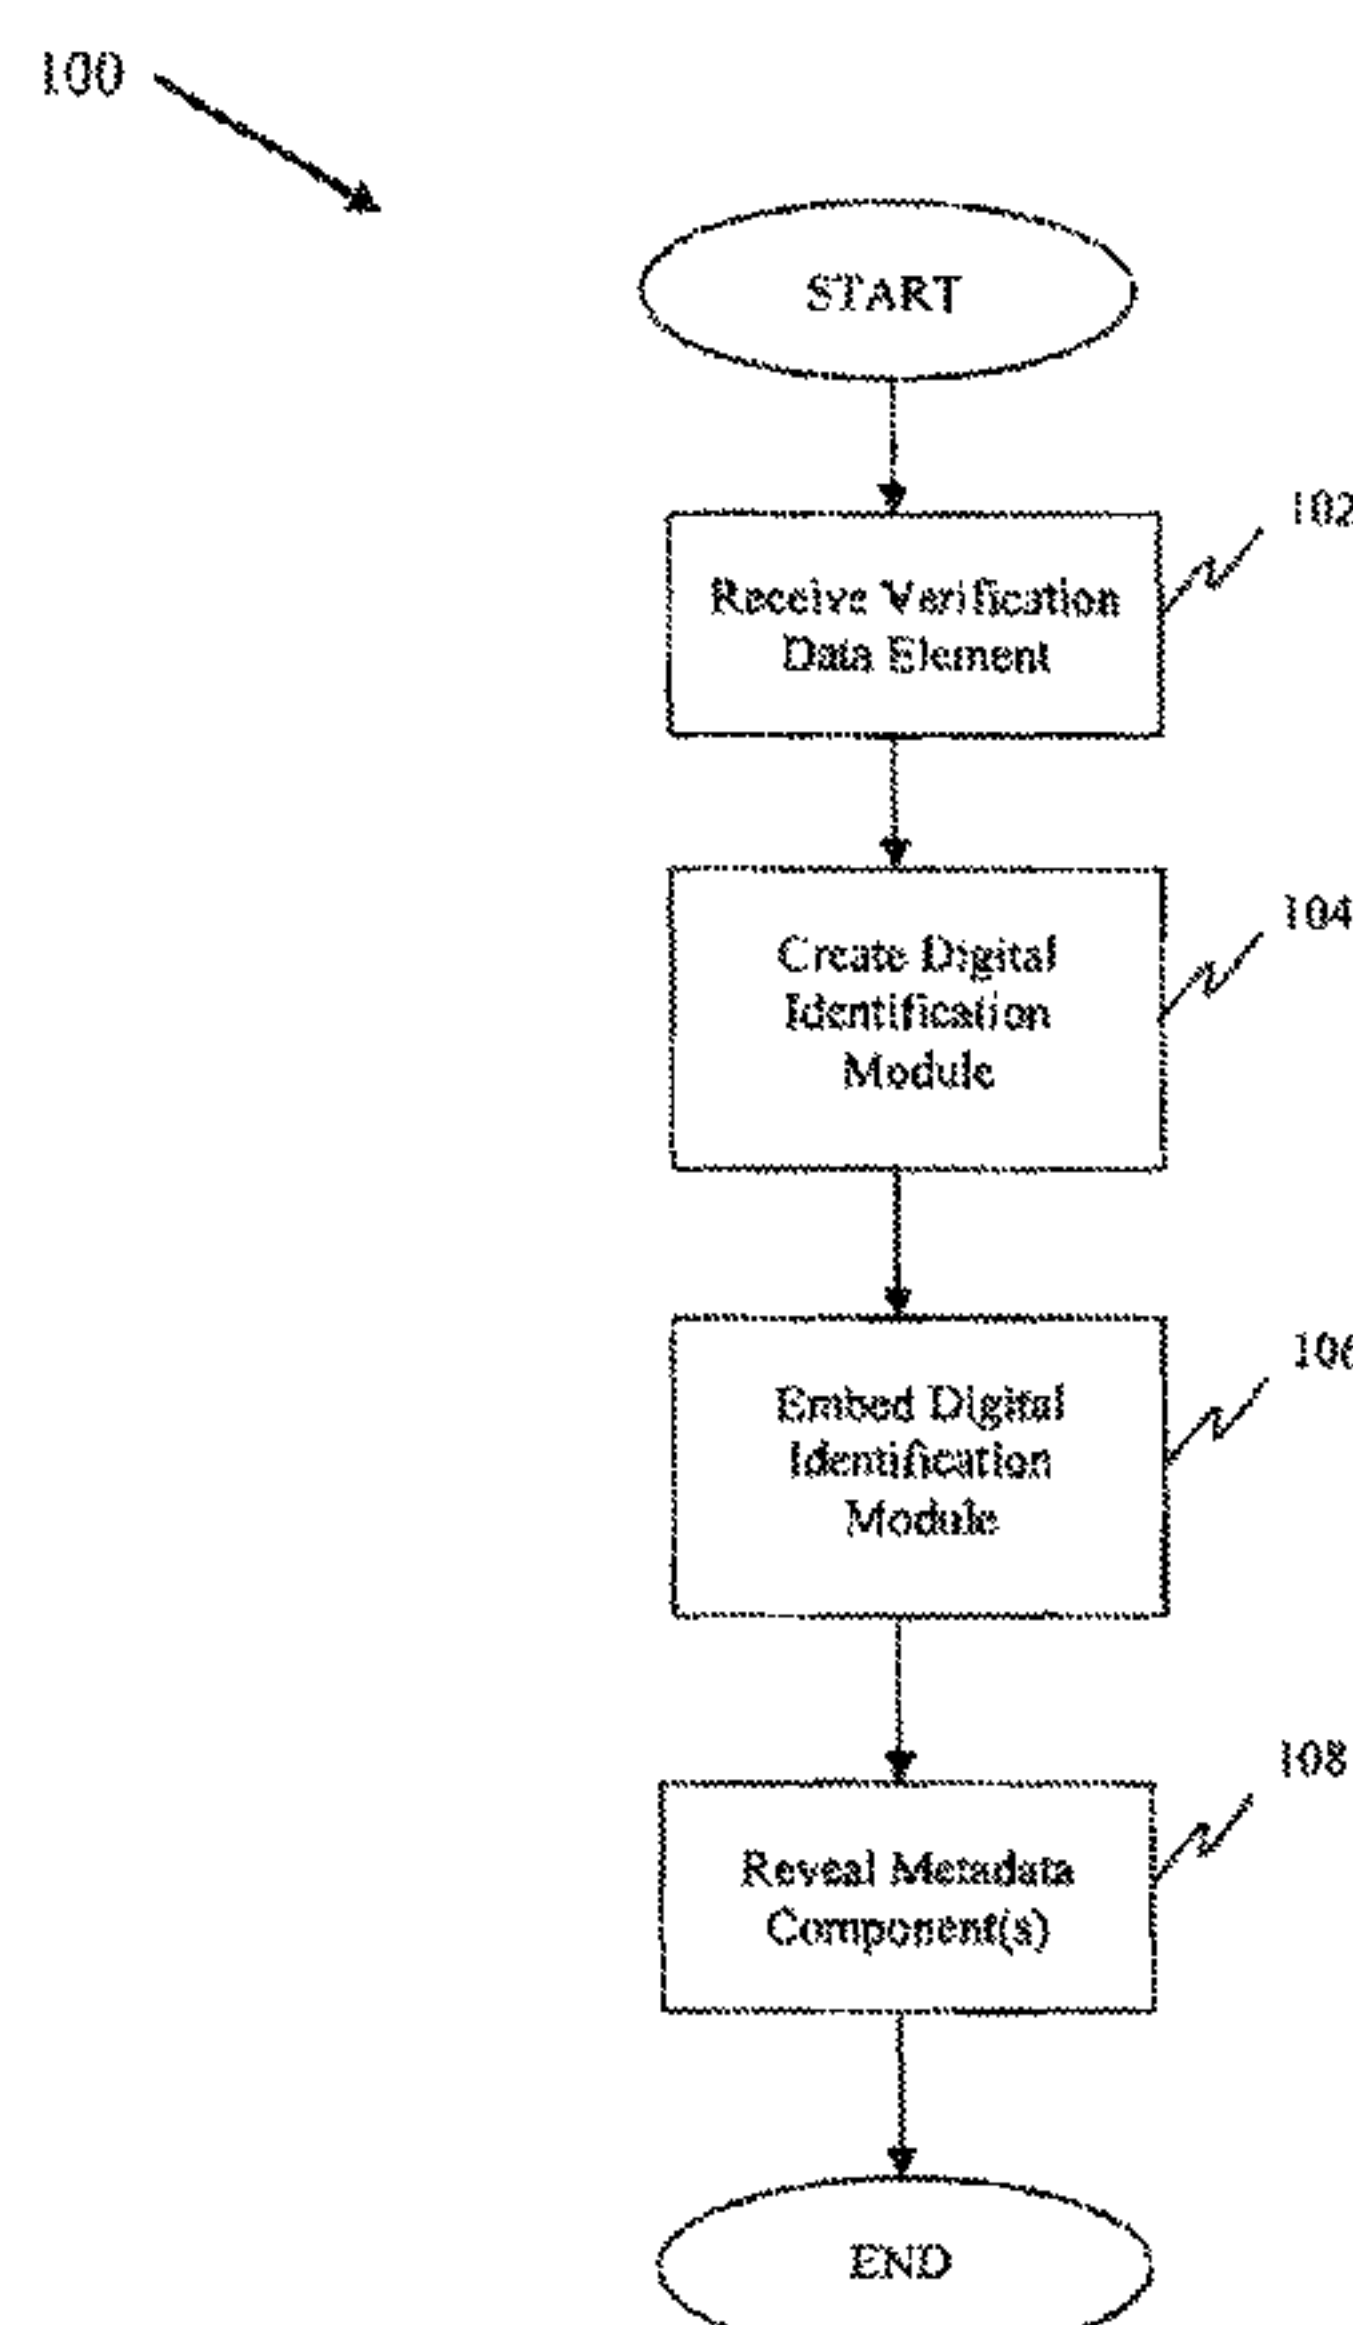 100
START
102
Receive Verification
Data Element
104
Create Digital
Identification
Module
106
Embed Digital
Identification
Module
108
Reveal Metadata
Component(s)
END